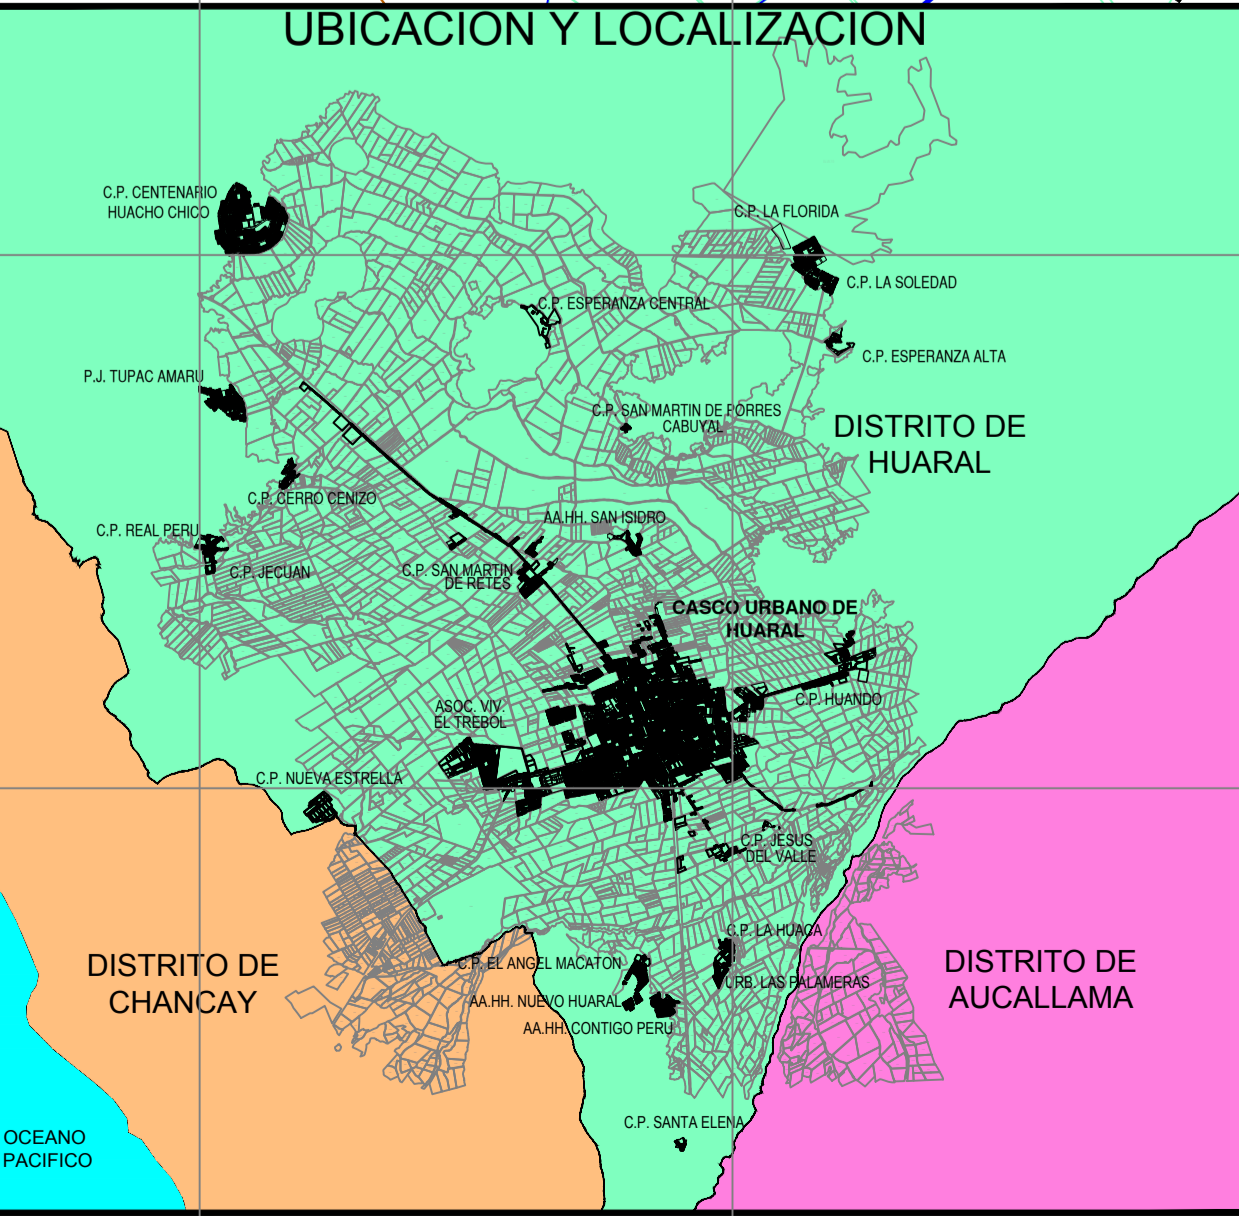 UBICACION Y LOCALIZACION
C.P. CENTENARIO
HUACHO CHICO
C.P. LA FLORIDA
C.P. LA SOLEDAD
C.P. ESPERANZA CENTRAL
C.P. ESPERANZA ALTA
P.J. TUPAC AMARU
C.P. SAN MARTIN DE PORRES
CABUYAL
DISTRITO DE
HUARAL
C.P. CERRO CENIZO
AA.HH. SAN ISIDRO
C.P. REAL PERU
C.P. JECUAN
C.P. SAN MARTIN
DE RETES
CASCO URBANO DE
HUARAL
C.P. HUANDO
ASOC. VIV.
EL TREBOL
C.P. NUEVA ESTRELLA
C.P. JESUS
DEL VALLE
C.P. LA HUACA
C.P. EL ANGEL MACATON
URB. LAS PALAMERAS
AA.HH. NUEVO HUARAL
AA.HH. CONTIGO PERU
DISTRITO DE
CHANCAY
DISTRITO DE
AUCALLAMA
C.P. SANTA ELENA
OCEANO
PACIFICO